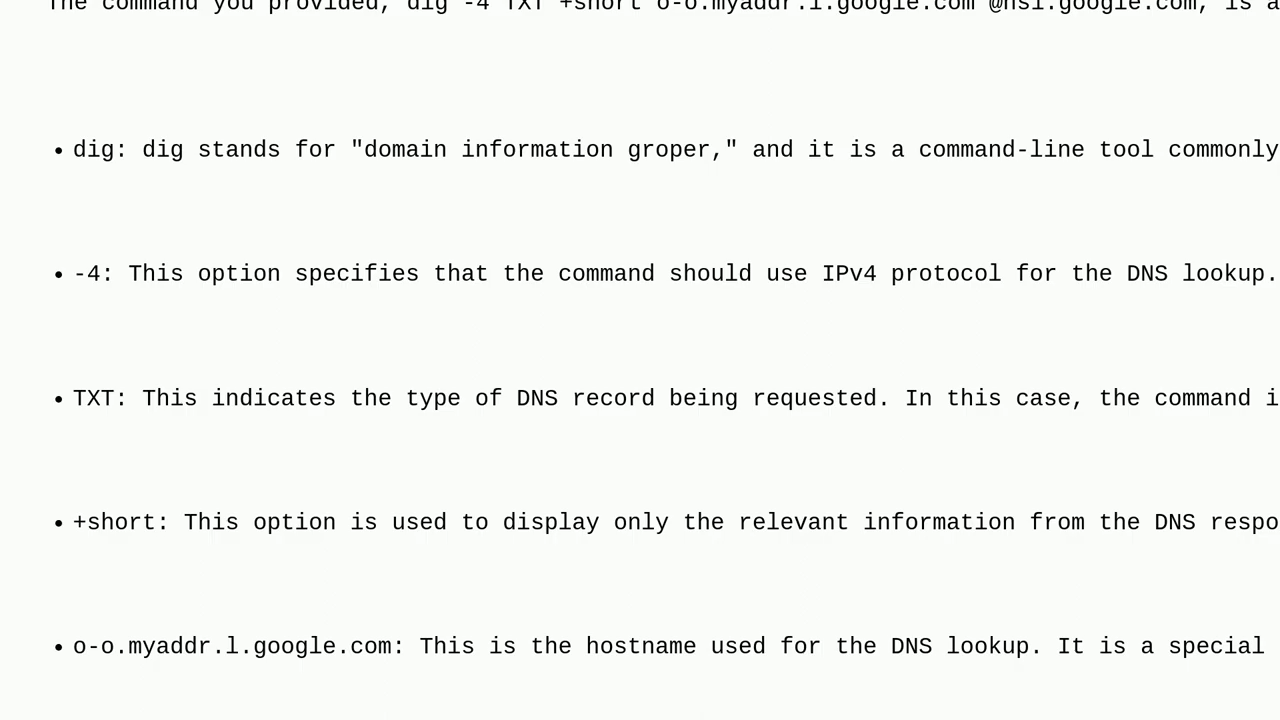 The command you provided, dig -4 TXT +short o-o.myaddr.l.google.com @ns1.google.com, is a
• dig: dig stands for "domain information groper," and it is a command-line tool commonly
• -4: This option specifies that the command should use IPv4 protocol for the DNS lookup.
• TXT: This indicates the type of DNS record being requested. In this case, the command i
• +short: This option is used to display only the relevant information from the DNS respo
• o-o.myaddr.l.google.com: This is the hostname used for the DNS lookup. It is a special